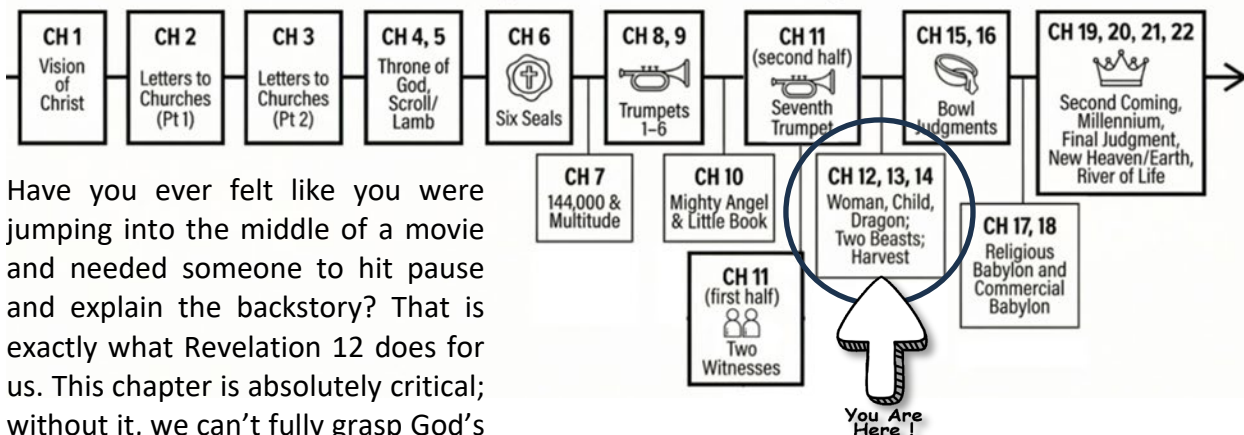 CH 1
Vision
of
Christ
CH 2
Letters to
Churches
(Pt 1)
CH 3
Letters to
Churches
(Pt 2)
CH 4, 5
Throne of
God,
Scroll/
Lamb
CH 6
Six Seals
CH 8, 9
Trumpets
1–6
CH 11
(second half)
Seventh
Trumpet
CH 15, 16
Bowl
Judgments
CH 19, 20, 21, 22
Second Coming,
Millennium,
Final Judgment,
New Heaven/Earth,
River of Life
CH 7
144,000 &
Multitude
CH 10
Mighty Angel
& Little Book
CH 11
(first half)
Two
Witnesses
CH 12, 13, 14
Woman, Child,
Dragon;
Two Beasts;
Harvest
CH 17, 18
Religious
Babylon and
Commercial
Babylon
You Are
Here !
Have you ever felt like you were
jumping into the middle of a movie
and needed someone to hit pause
and explain the backstory? That is
exactly what Revelation 12 does for
us. This chapter is absolutely critical;
without it, we can't fully grasp God's